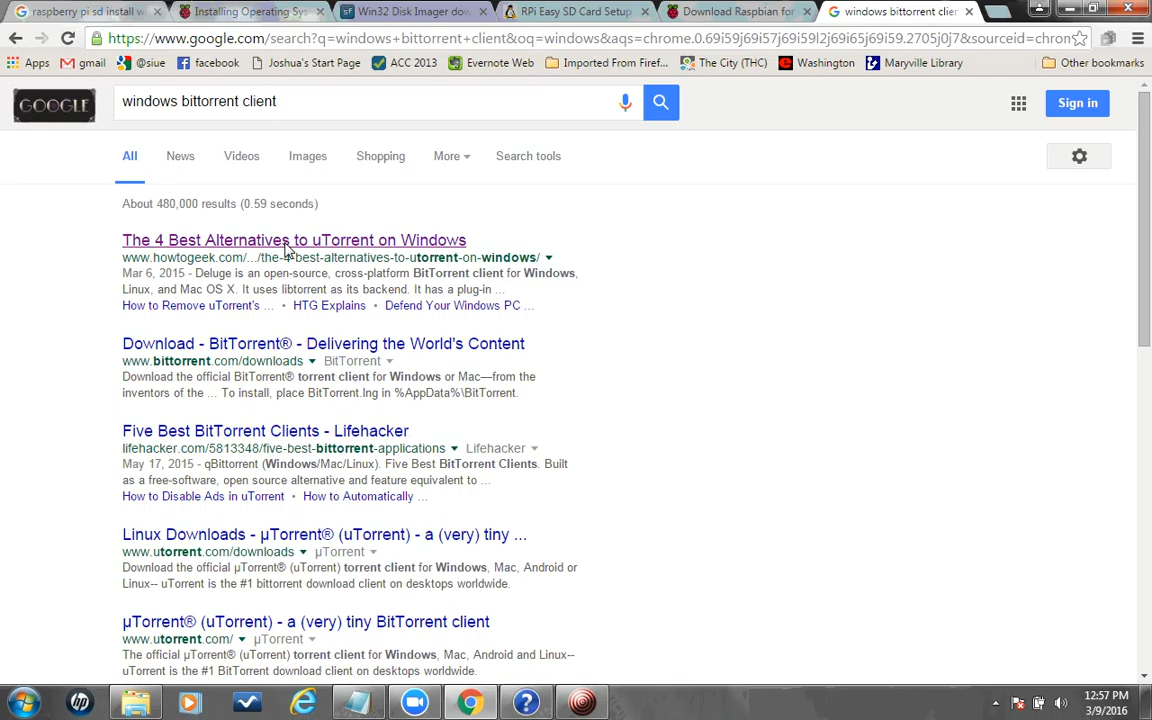 raspberry pi sd install w
Installing Operating Sys
Win32 Disk Imager dow
RPi Easy SD Card Setup
Download Raspbian for
windows bittorrent clien
https://www.google.com/search?q=windows+bittorrent+client&oq=windows&aqs=chrome.0.69i59j69i57j69i59l2j69i65j69i59.2705j0j7&sourceid=chron
Apps gmail @siue facebook Joshua's Start Page ACC 2013 Evernote Web Imported From Firef... The City (THC) Washington Maryville Library Other bookmarks
GOOGLE windows bittorrent client Sign in
All News Videos Images Shopping More Search tools
About 480,000 results (0.59 seconds)
The 4 Best Alternatives to uTorrent on Windows
www.howtogeek.com/.../the-4-best-alternatives-to-utorrent-on-windows/
Mar 6, 2015 - Deluge is an open-source, cross-platform BitTorrent client for Windows,
Linux, and Mac OS X. It uses libtorrent as its backend. It has a plug-in ...
How to Remove uTorrent's ... • HTG Explains • Defend Your Windows PC ...
Download - BitTorrent® - Delivering the World's Content
www.bittorrent.com/downloads BitTorrent
Download the official BitTorrent® torrent client for Windows or Mac—from the
inventors of the ... To install, place BitTorrent.lng in %AppData%\BitTorrent.
Five Best BitTorrent Clients - Lifehacker
lifehacker.com/5813348/five-best-bittorrent-applications Lifehacker
May 17, 2015 - qBittorrent (Windows/Mac/Linux). Five Best BitTorrent Clients. Built
as a free-software, open source alternative and feature equivalent to ...
How to Disable Ads in uTorrent • How to Automatically ...
Linux Downloads - µTorrent® (uTorrent) - a (very) tiny ...
www.utorrent.com/downloads µTorrent
Download the official µTorrent® (uTorrent) torrent client for Windows, Mac, Android or
Linux-- uTorrent is the #1 bittorrent download client on desktops worldwide.
µTorrent® (uTorrent) - a (very) tiny BitTorrent client
www.utorrent.com/ µTorrent
The official µTorrent® (uTorrent) torrent client for Windows, Mac, Android and Linux--
uTorrent is the #1 BitTorrent download client on desktops worldwide.
12:57 PM
3/9/2016